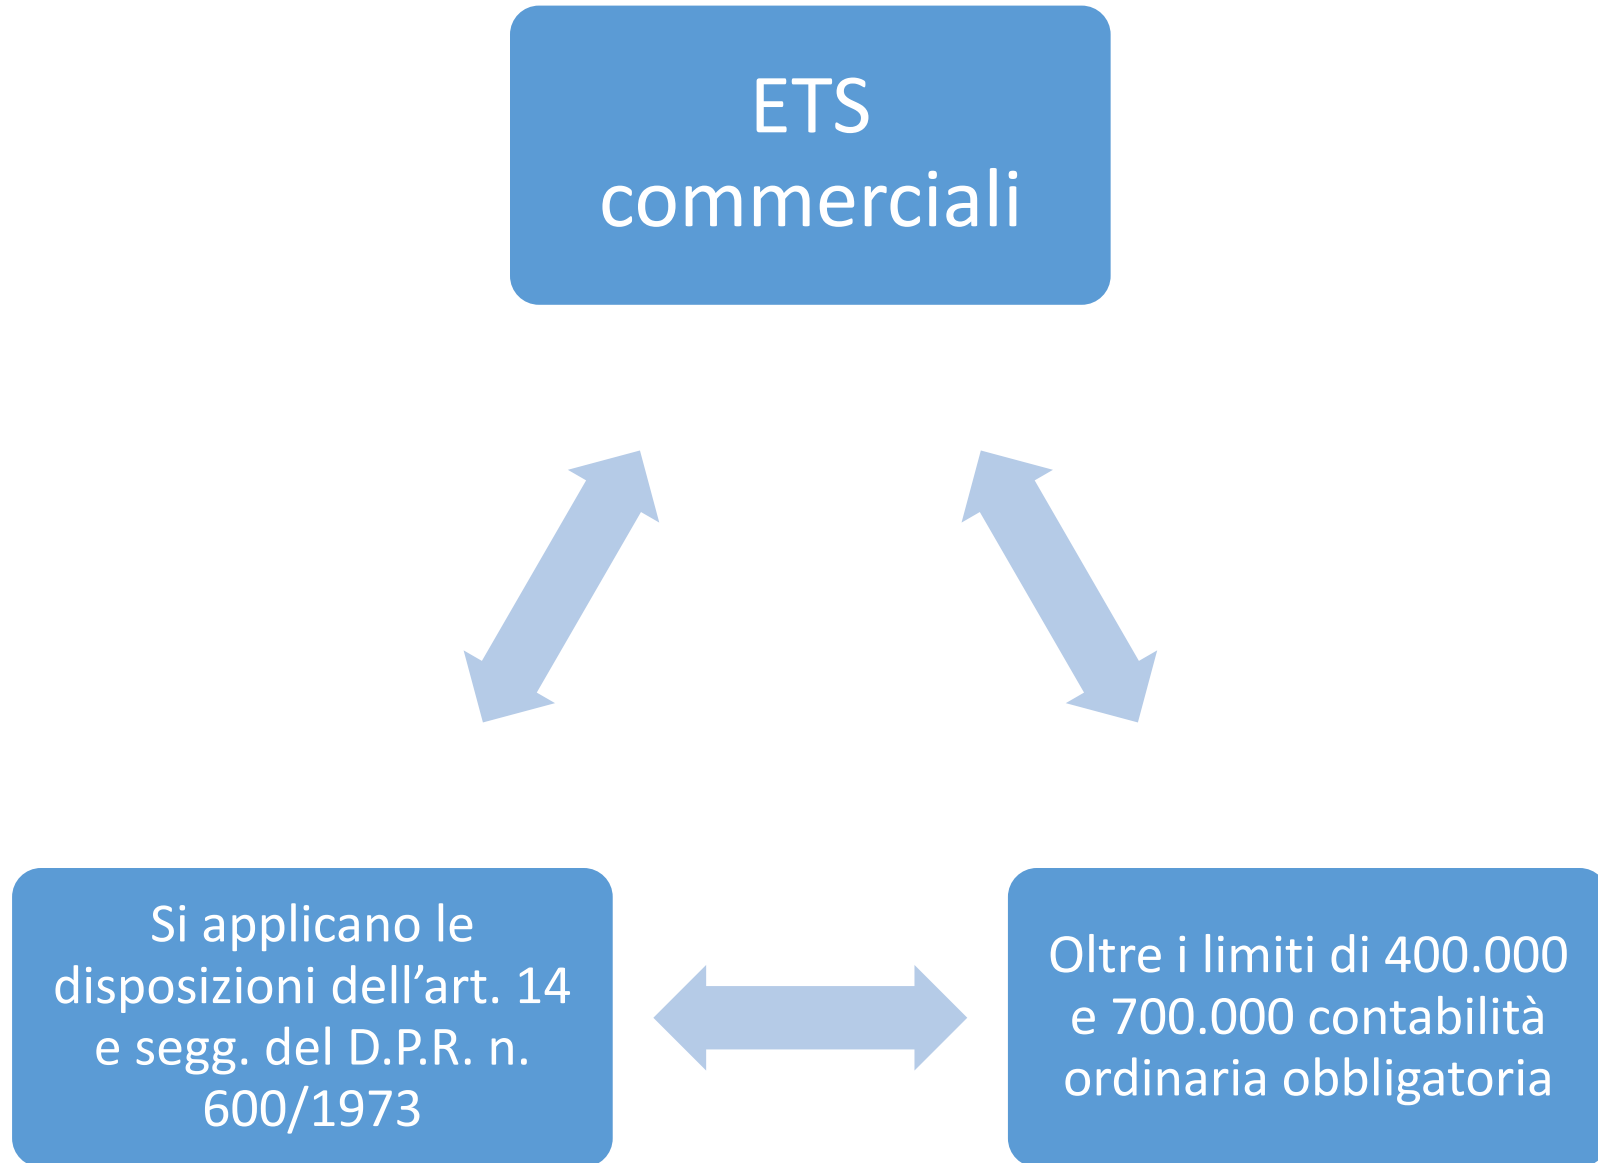 ETS
commerciali
Si applicano le
disposizioni dell’art. 14
e segg. del D.P.R. n.
600/1973
Oltre i limiti di 400.000
e 700.000 contabilità
ordinaria obbligatoria